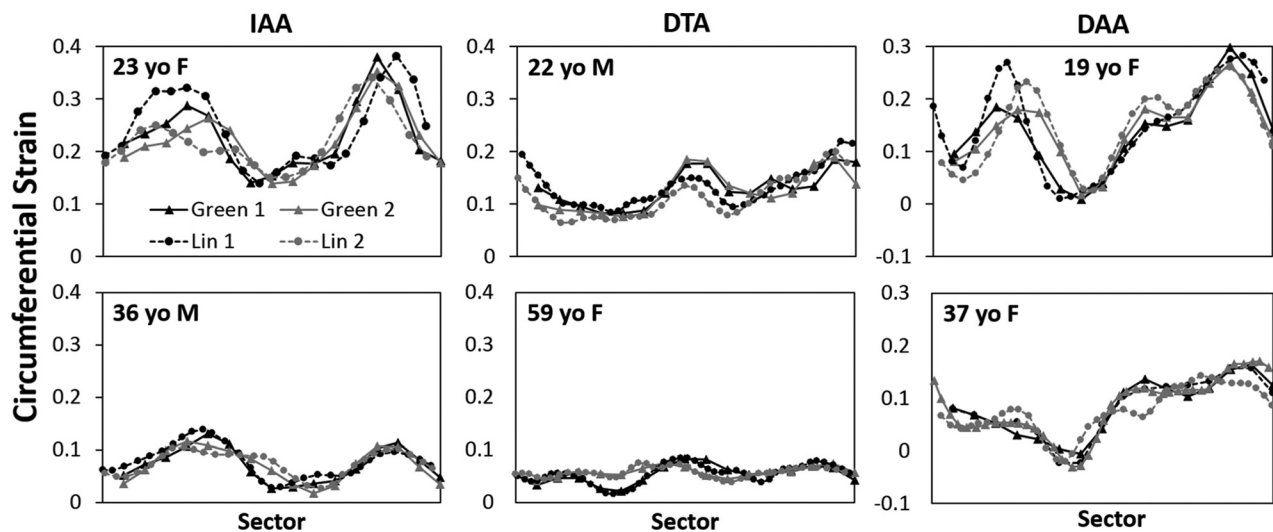 IAA DTA DAA
Circumferential Strain
0.4 0.4 0.3
23 yo F 22 yo M 19 yo F
0.3 0.3 0.2
0.2 0.2 0.1
0.1 0.1 0
Green 1 Green 2
Lin 1 Lin 2
0 0 -0.1
0.4 0.4 0.3
36 yo M 59 yo F 37 yo F
0.3 0.3 0.2
0.2 0.2 0.1
0.1 0.1 0
0 0 -0.1
Sector Sector Sector